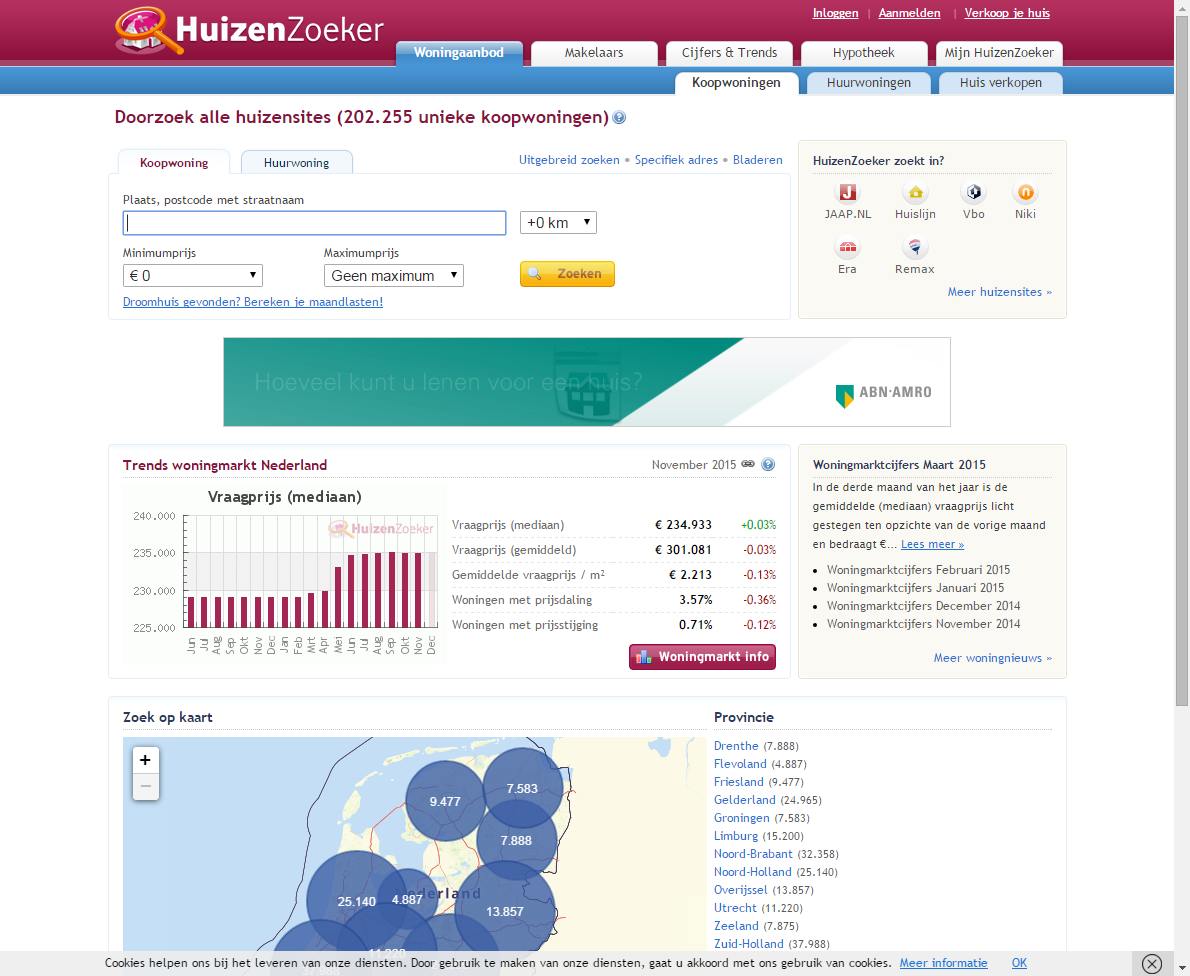 Inloggen | Aanmelden | Verkoop je huis
HuizenZoeker
Woningaanbod Makelaars Cijfers & Trends Hypotheek Mijn HuizenZoeker
Koopwoningen Huurwoningen Huis verkopen
Doorzoek alle huizensites (202.255 unieke koopwoningen) ?
Koopwoning Huurwoning
Uitgebreid zoeken • Specifiek adres • Bladeren
Plaats, postcode met straatnaam
+0 km
Minimumprijs Maximumprijs
€ 0 Geen maximum Zoeken
Droomhuis gevonden? Bereken je maandlasten!
HuizenZoeker zoekt in?
JAAP.NL Huislijn Vbo Niki
Era Remax
Meer huizensites »
Hoeveel kunt u lenen voor een huis?
ABN·AMRO
Trends woningmarkt Nederland November 2015 ?
Vraagprijs (mediaan)
HuizenZoeker
240.000
235.000
230.000
225.000
Jun Jul Aug Sep Okt Nov Dec Jan Feb Mrt Apr Mei Jun Jul Aug Sep Okt Nov Dec
Vraagprijs (mediaan) € 234.933 +0.03%
Vraagprijs (gemiddeld) € 301.081 -0.03%
Gemiddelde vraagprijs / m² € 2.213 -0.13%
Woningen met prijsdaling 3.57% -0.36%
Woningen met prijsstijging 0.71% -0.12%
Woningmarkt info
Woningmarktcijfers Maart 2015
In de derde maand van het jaar is de
gemiddelde (mediaan) vraagprijs licht
gestegen ten opzichte van de vorige maand
en bedraagt €... Lees meer »
Woningmarktcijfers Februari 2015
Woningmarktcijfers Januari 2015
Woningmarktcijfers December 2014
Woningmarktcijfers November 2014
Meer woningnieuws »
Zoek op kaart
+
−
9.477
7.583
7.888
Nederland
25.140
4.887
13.857
11.220
Provincie
Drenthe (7.888)
Flevoland (4.887)
Friesland (9.477)
Gelderland (24.965)
Groningen (7.583)
Limburg (15.200)
Noord-Brabant (32.358)
Noord-Holland (25.140)
Overijssel (13.857)
Utrecht (11.220)
Zeeland (7.875)
Zuid-Holland (37.988)
Cookies helpen ons bij het leveren van onze diensten. Door gebruik te maken van onze diensten, gaat u akkoord met ons gebruik van cookies. Meer informatie OK